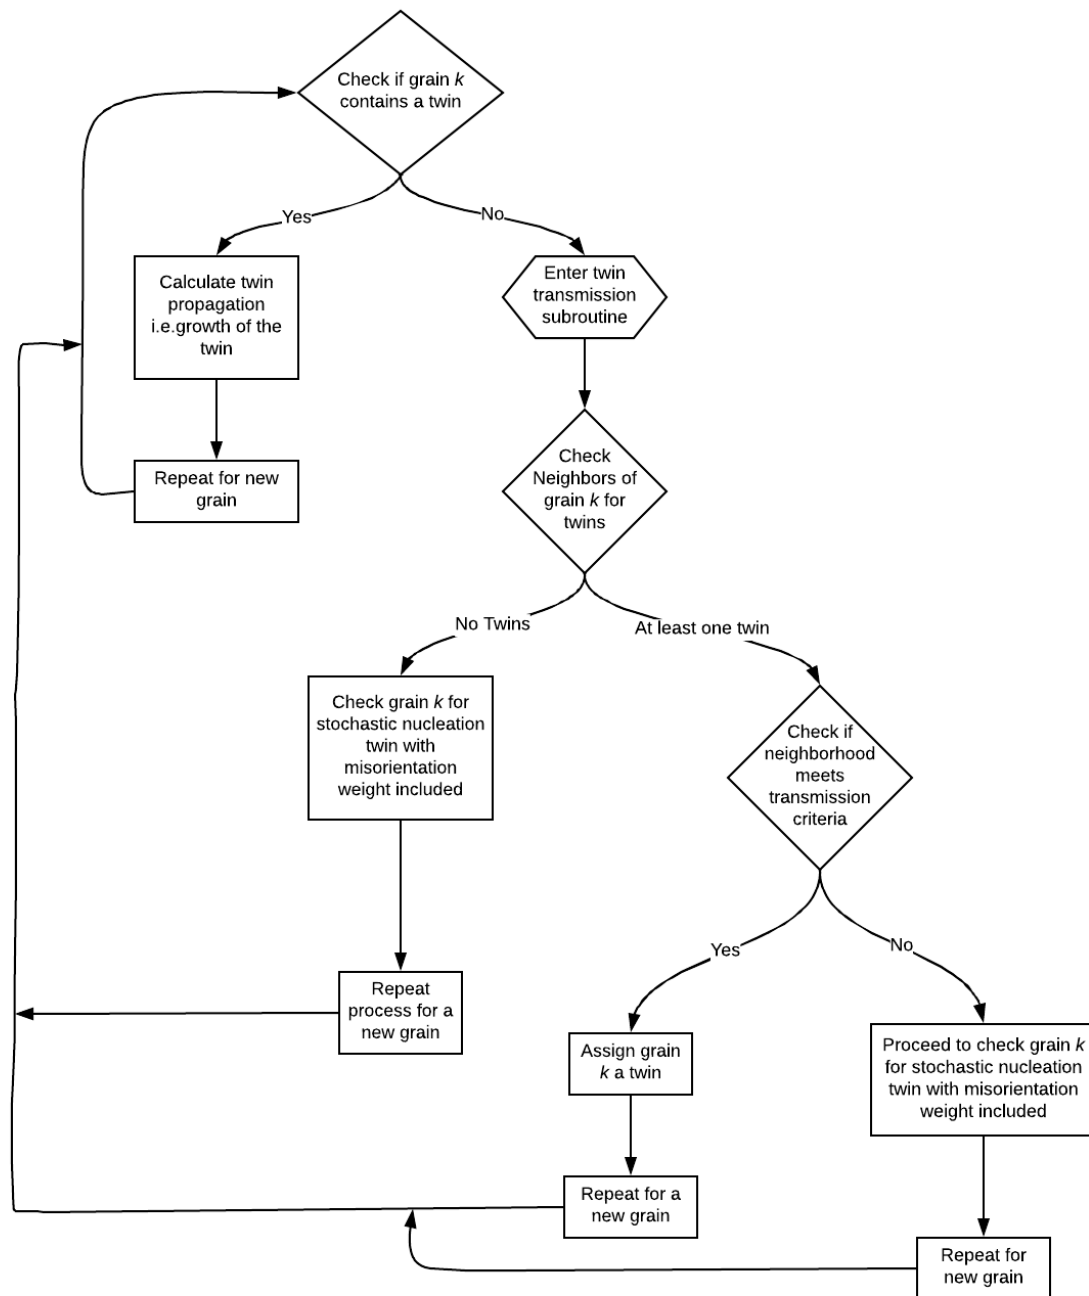 Check if grain k
contains a twin
Yes
No
Calculate twin
propagation
i.e.growth of the
twin
Enter twin
transmission
subroutine
Repeat for new
grain
Check
Neighbors of
grain k for
twins
No Twins
At least one twin
Check grain k for
stochastic nucleation
twin with
misorientation
weight included
Check if
neighborhood
meets
transmission
criteria
Yes
No
Repeat
process for a
new grain
Assign grain
k a twin
Proceed to check grain k
for stochastic nucleation
twin with misorientation
weight included
Repeat for a
new grain
Repeat for
new grain